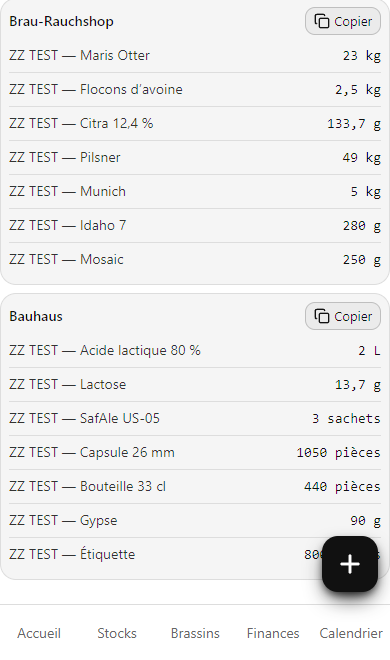 Brau-Rauchshop
Copier
ZZ TEST — Maris Otter 23 kg
ZZ TEST — Flocons d'avoine 2,5 kg
ZZ TEST — Citra 12,4 % 133,7 g
ZZ TEST — Pilsner 49 kg
ZZ TEST — Munich 5 kg
ZZ TEST — Idaho 7 280 g
ZZ TEST — Mosaic 250 g
Bauhaus
Copier
ZZ TEST — Acide lactique 80 % 2 L
ZZ TEST — Lactose 13,7 g
ZZ TEST — SafAle US-05 3 sachets
ZZ TEST — Capsule 26 mm 1050 pièces
ZZ TEST — Bouteille 33 cl 440 pièces
ZZ TEST — Gypse 90 g
ZZ TEST — Étiquette
Accueil Stocks Brassins Finances Calendrier